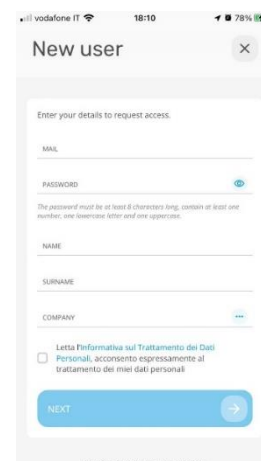 vodafone IT 18:10 78%
New user
Enter your details to request access.
MAIL
PASSWORD
The password must be at least 8 characters long, contain at least one
number, one lowercase letter and one uppercase.
NAME
SURNAME
COMPANY
Letta l'Informativa sul Trattamento dei Dati
Personali, acconsento espressamente al
trattamento dei miei dati personali
NEXT